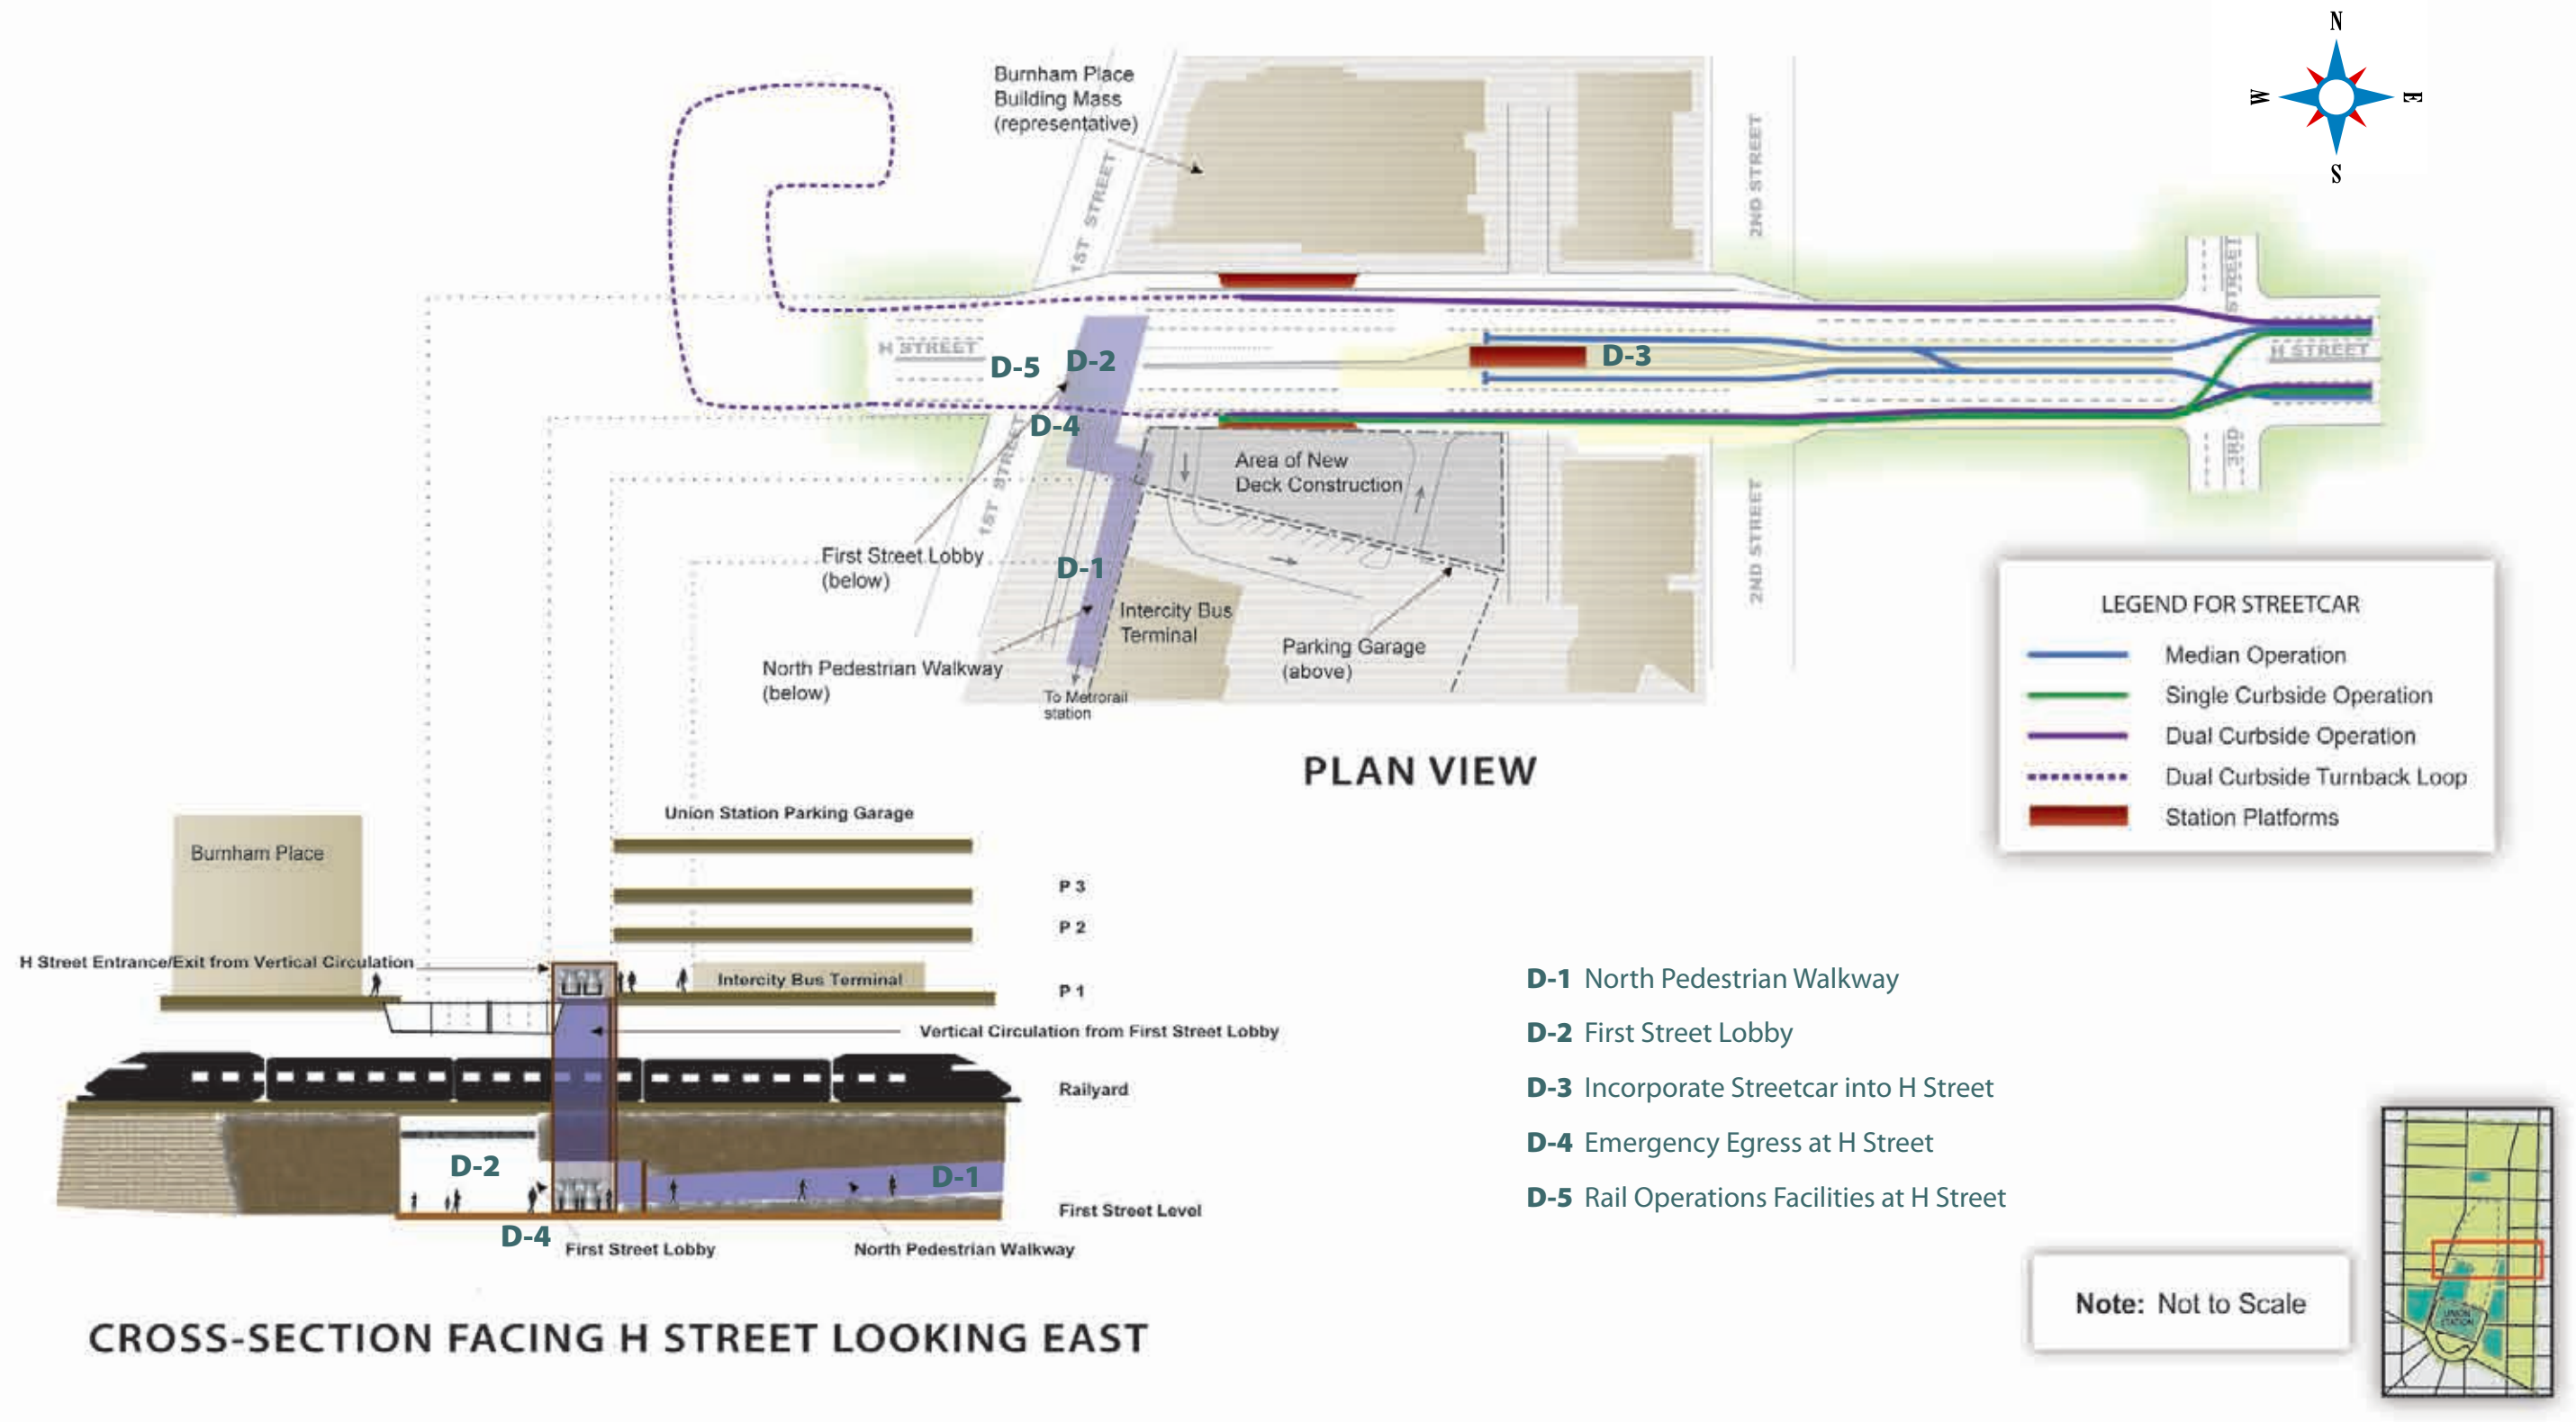 N
W
E
S
Burnham Place
Building Mass
(representative)
1ST STREET
2ND STREET
STREET
H STREET
D-5
D-2
D-3
H STREET
D-4
1ST STREET
3RD
Area of New
Deck Construction
2ND STREET
First Street Lobby
(below)
D-1
Intercity Bus
Terminal
Parking Garage
(above)
North Pedestrian Walkway
(below)
To Metrorail
station
LEGEND FOR STREETCAR
Median Operation
Single Curbside Operation
Dual Curbside Operation
Dual Curbside Turnback Loop
Station Platforms
PLAN VIEW
Union Station Parking Garage
Burnham Place
P 3
P 2
H Street Entrance/Exit from Vertical Circulation
Intercity Bus Terminal
P 1
Vertical Circulation from First Street Lobby
Railyard
D-2
D-1
First Street Level
D-4
First Street Lobby
North Pedestrian Walkway
CROSS-SECTION FACING H STREET LOOKING EAST
D-1 North Pedestrian Walkway
D-2 First Street Lobby
D-3 Incorporate Streetcar into H Street
D-4 Emergency Egress at H Street
D-5 Rail Operations Facilities at H Street
Note: Not to Scale
UNION
STATION